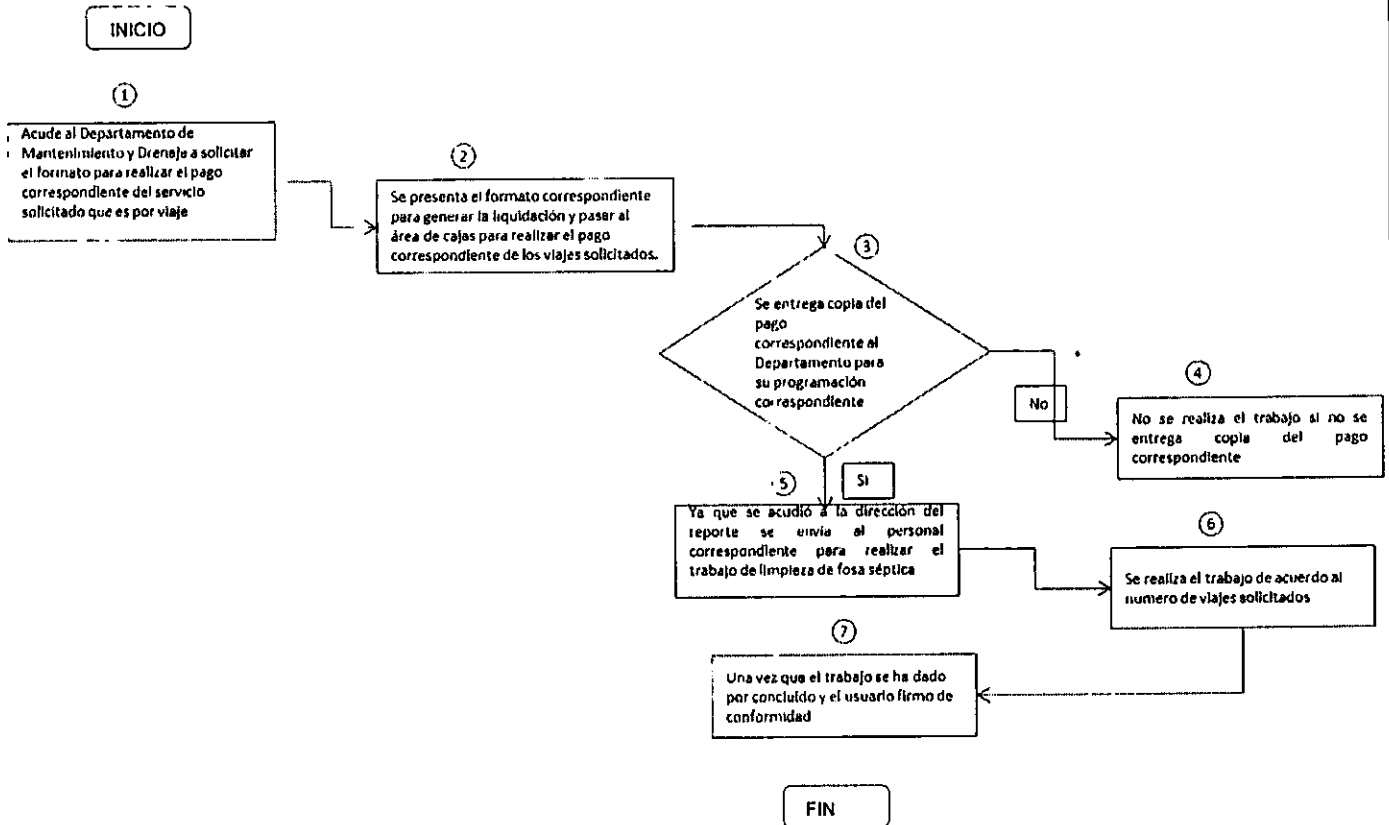 INICIO
1
Acude al Departamento de
Mantenimiento y Drenaje a solicitar
el formato para realizar el pago
correspondiente del servicio
solicitado que es por viaje
2
Se presenta el formato correspondiente
para generar la liquidación y pasar al
área de cajas para realizar el pago
correspondiente de los viajes solicitados.
3
Se entrega copia del
pago
correspondiente al
Departamento para
su programación
correspondiente
No
4
No se realiza el trabajo si no se
entrega copia del pago
correspondiente
Si
5
Ya que se acudió a la dirección del
reporte se envía al personal
correspondiente para realizar el
trabajo de limpieza de fosa séptica
6
Se realiza el trabajo de acuerdo al
numero de viajes solicitados
7
Una vez que el trabajo se ha dado
por concluido y el usuario firmo de
conformidad
FIN